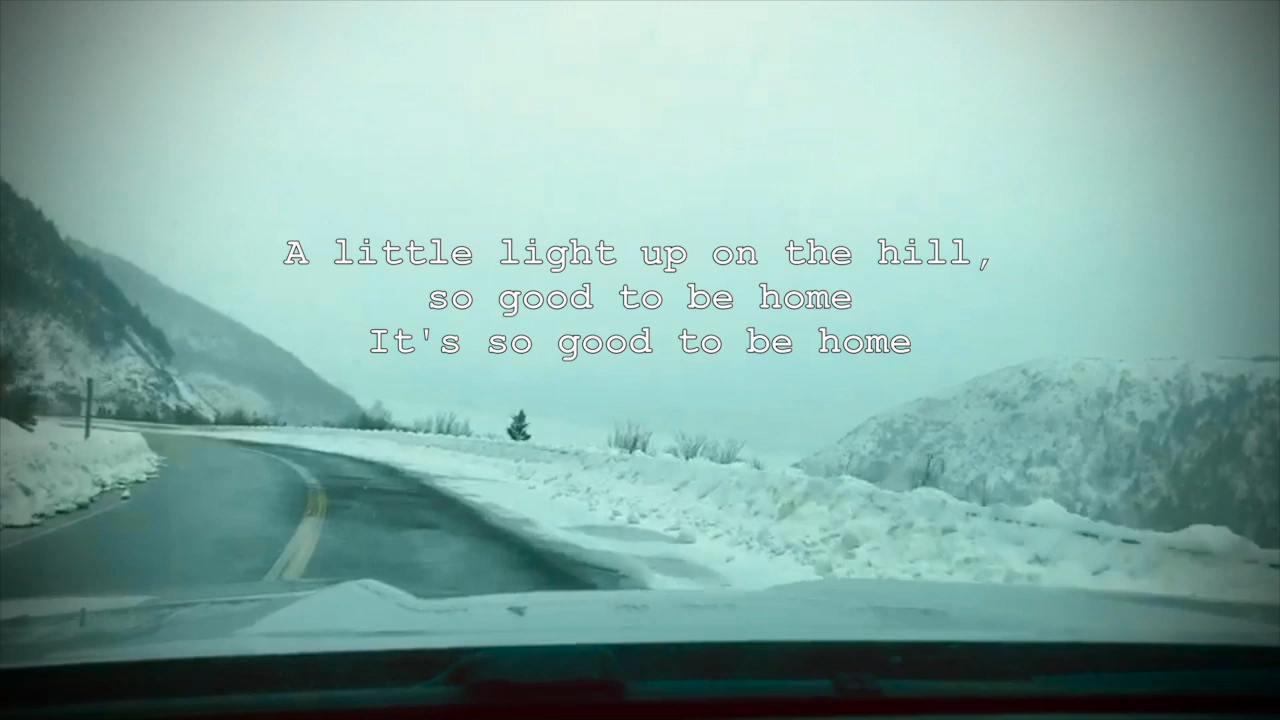 A little light up on the hill,
so good to be home
It's so good to be home